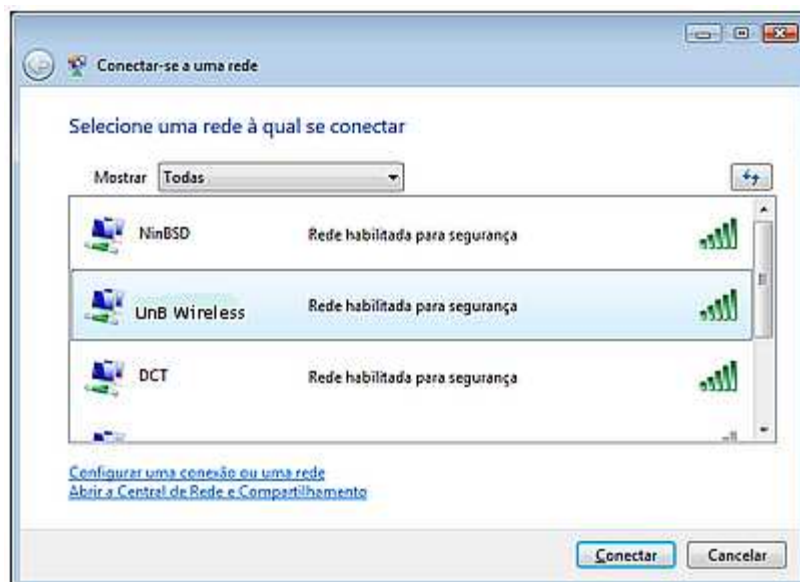 Conectar-se a uma rede
Selecione uma rede à qual se conectar
Mostrar Todas
NinBSD Rede habilitada para segurança
UnB Wireless Rede habilitada para segurança
DCT Rede habilitada para segurança
Configurar uma conexão ou uma rede
Abrir a Central de Rede e Compartilhamento
Conectar Cancelar